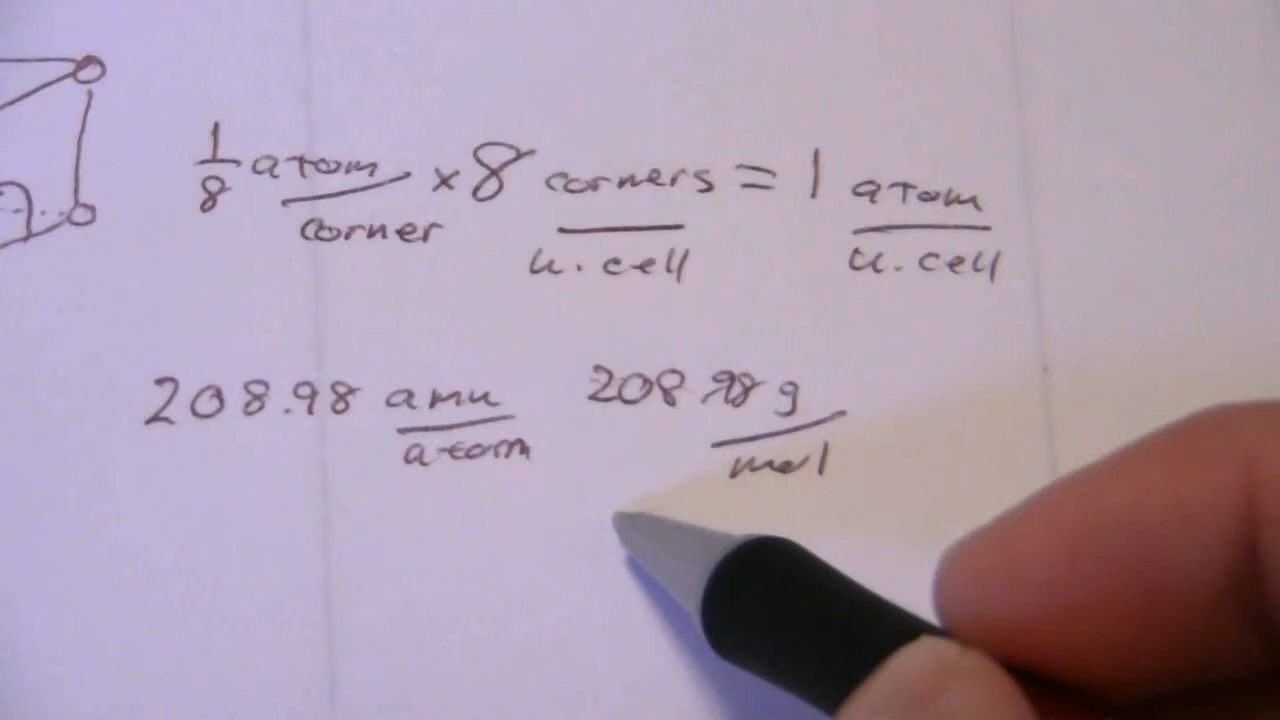 1/8 atom/corner × 8 corners/u.cell = 1 atom/u.cell
208.98 amu/atom 208.98 g/mol